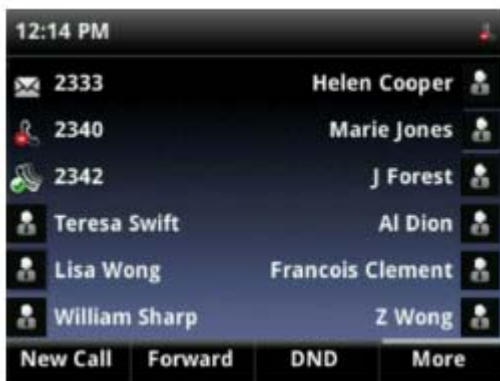 12:14 PM
2333 Helen Cooper
2340 Marie Jones
2342 J Forest
Teresa Swift Al Dion
Lisa Wong Francois Clement
William Sharp Z Wong
New Call Forward DND More